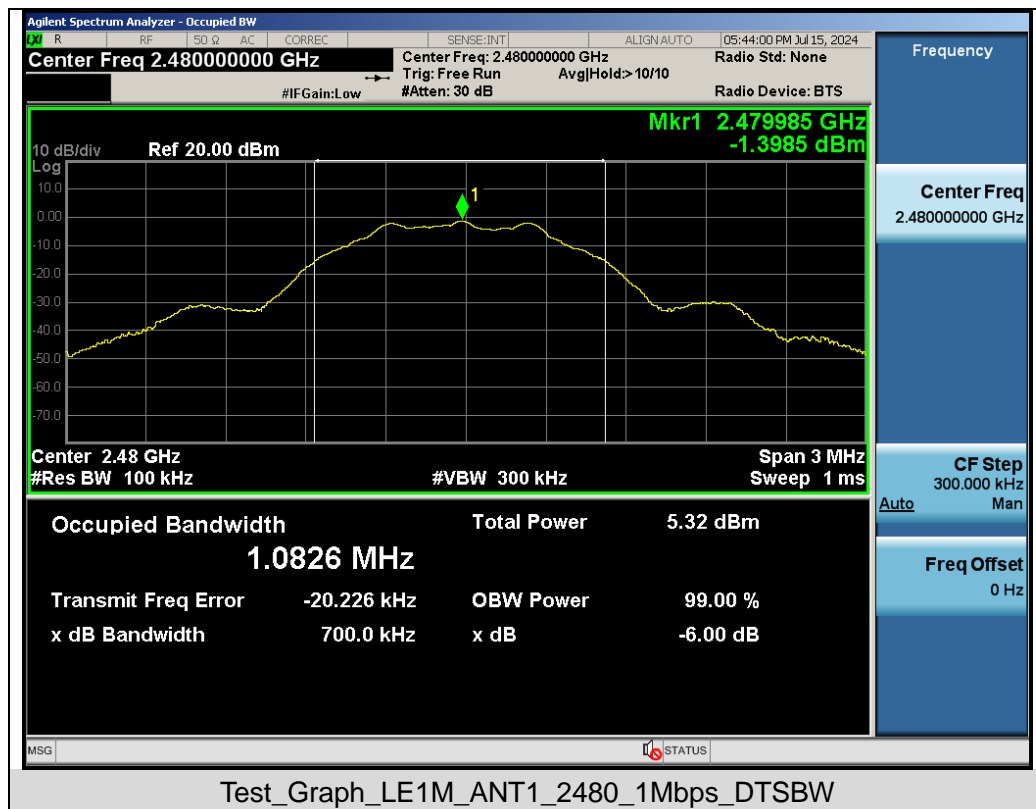 Agilent Spectrum Analyzer - Occupied BW
LXI R RF 50 Ω AC CORREC SENSE:INT ALIGN AUTO 05:44:00 PM Jul 15, 2024
Center Freq 2.480000000 GHz
Center Freq: 2.480000000 GHz
Radio Std: None
Trig: Free Run Avg|Hold:> 10/10
#IFGain:Low #Atten: 30 dB
Radio Device: BTS
Frequency
Mkr1 2.479985 GHz
-1.3985 dBm
10 dB/div Ref 20.00 dBm
Log
10.0
0.00
-10.0
-20.0
-30.0
-40.0
-50.0
-60.0
-70.0
1
Center 2.48 GHz Span 3 MHz
#Res BW 100 kHz #VBW 300 kHz Sweep 1 ms
Center Freq
2.480000000 GHz
CF Step
300.000 kHz
Auto Man
Freq Offset
0 Hz
Occupied Bandwidth Total Power 5.32 dBm
1.0826 MHz
Transmit Freq Error -20.226 kHz OBW Power 99.00 %
x dB Bandwidth 700.0 kHz x dB -6.00 dB
MSG STATUS
Test_Graph_LE1M_ANT1_2480_1Mbps_DTSBW